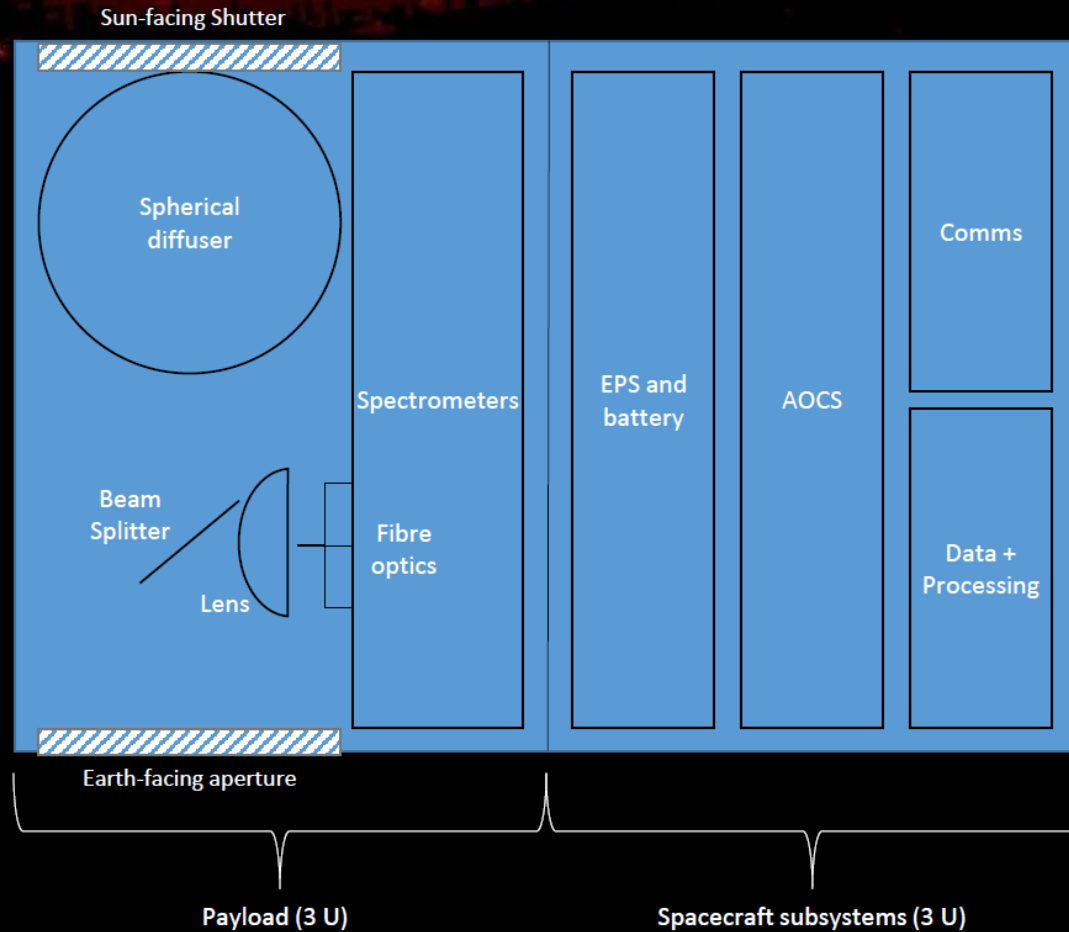 Sun-facing Shutter
Spherical
diffuser
Spectrometers
Beam
Splitter
Lens
Fibre
optics
EPS and
battery
AOCS
Comms
Data +
Processing
Earth-facing aperture
Payload (3 U)
Spacecraft subsystems (3 U)